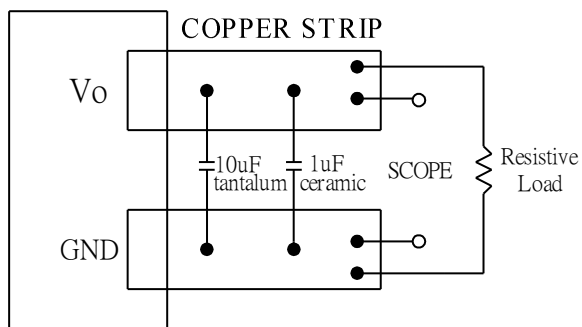 COPPER STRIP
Vo
10uF
tantalum
1uF
ceramic
SCOPE
Resistive
Load
GND